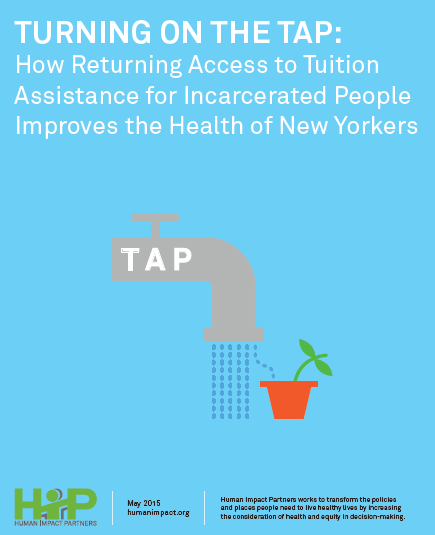 TURNING ON THE TAP:
How Returning Access to Tuition
Assistance for Incarcerated People
Improves the Health of New Yorkers
TAP
HIP
HUMAN IMPACT PARTNERS
May 2015
humanimpact.org
Human Impact Partners works to transform the policies
and places people need to live healthy lives by increasing
the consideration of health and equity in decision-making.